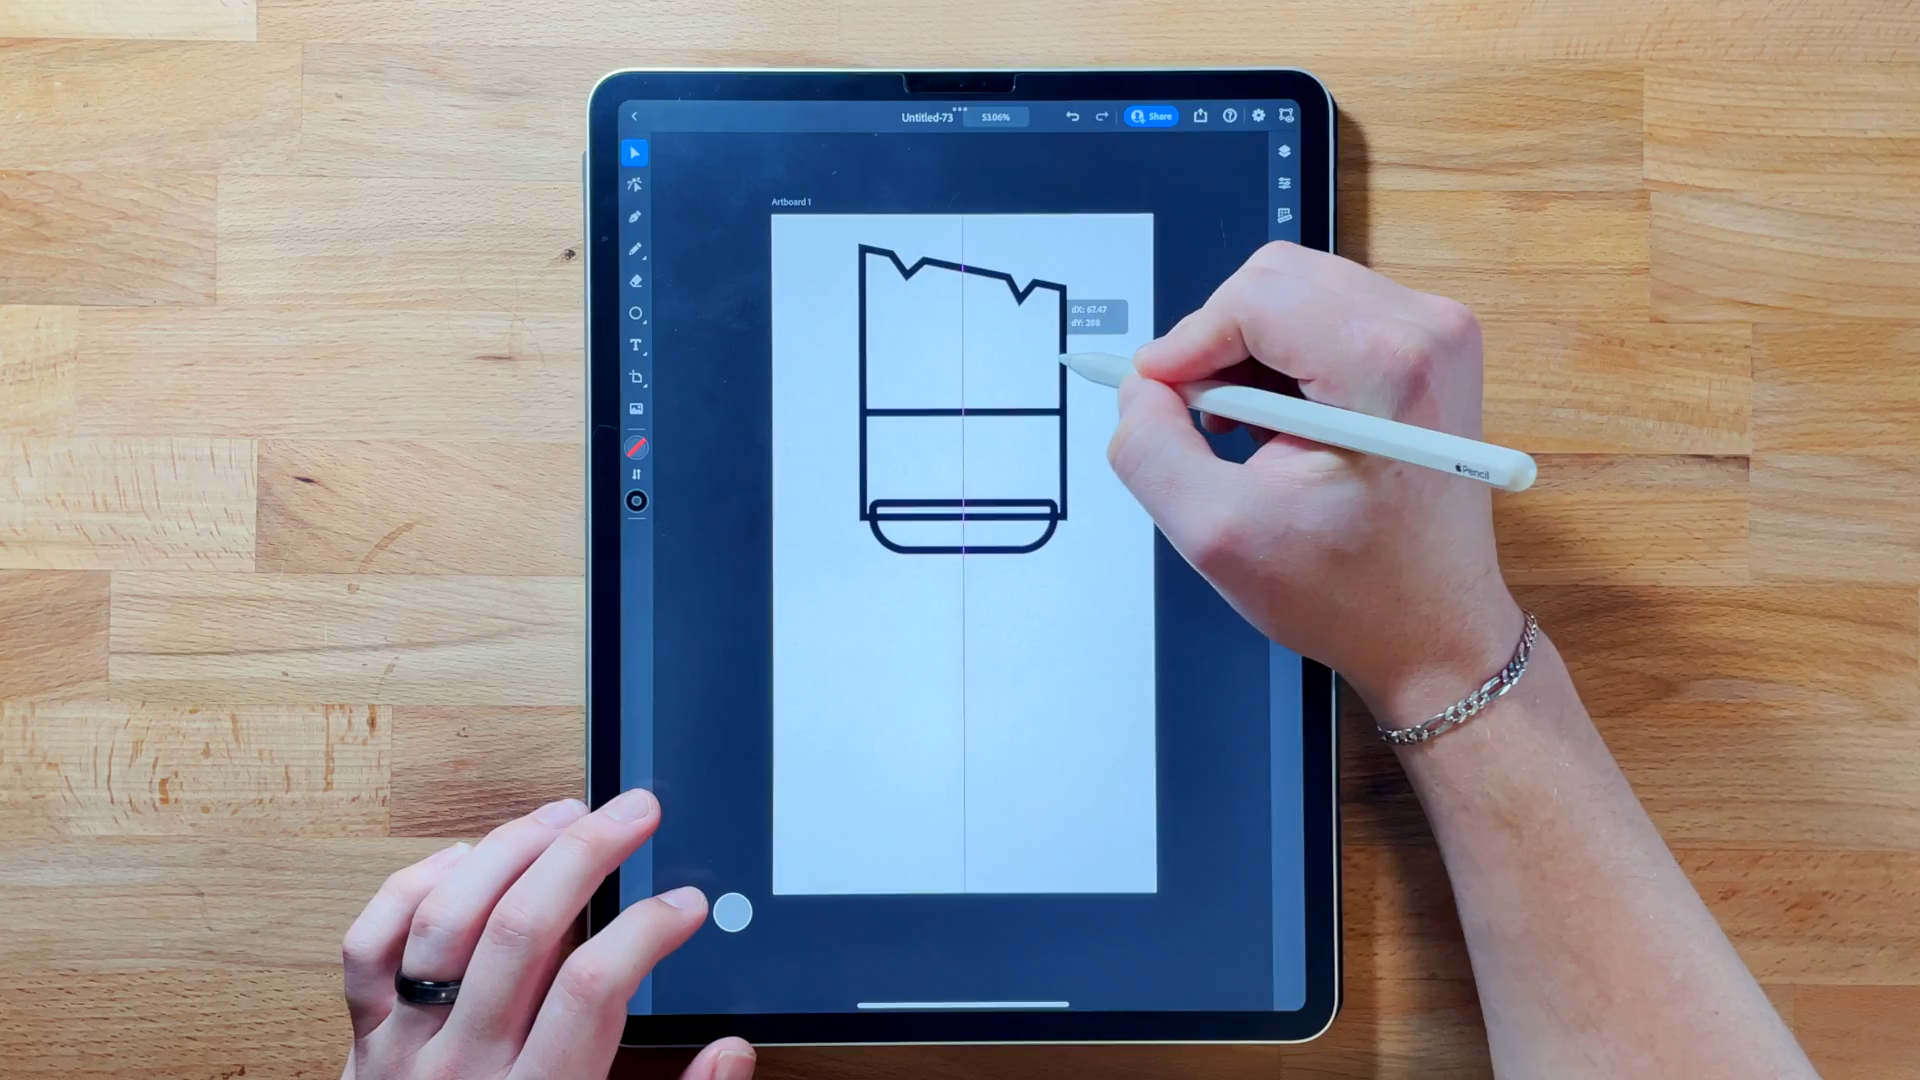 Untitled-73
53.06%
Share
Artboard 1
dX: 67.47
dY: 288
T
Pencil